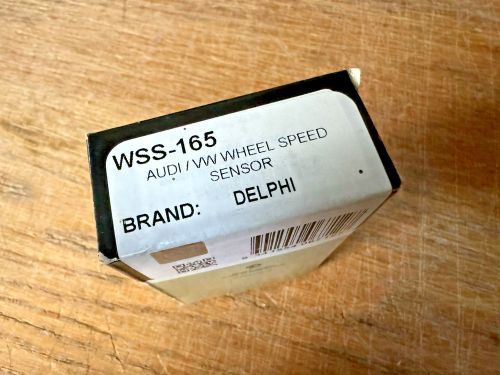 WSS-165
AUDI / VW WHEEL SPEED
SENSOR
BRAND: DELPHI